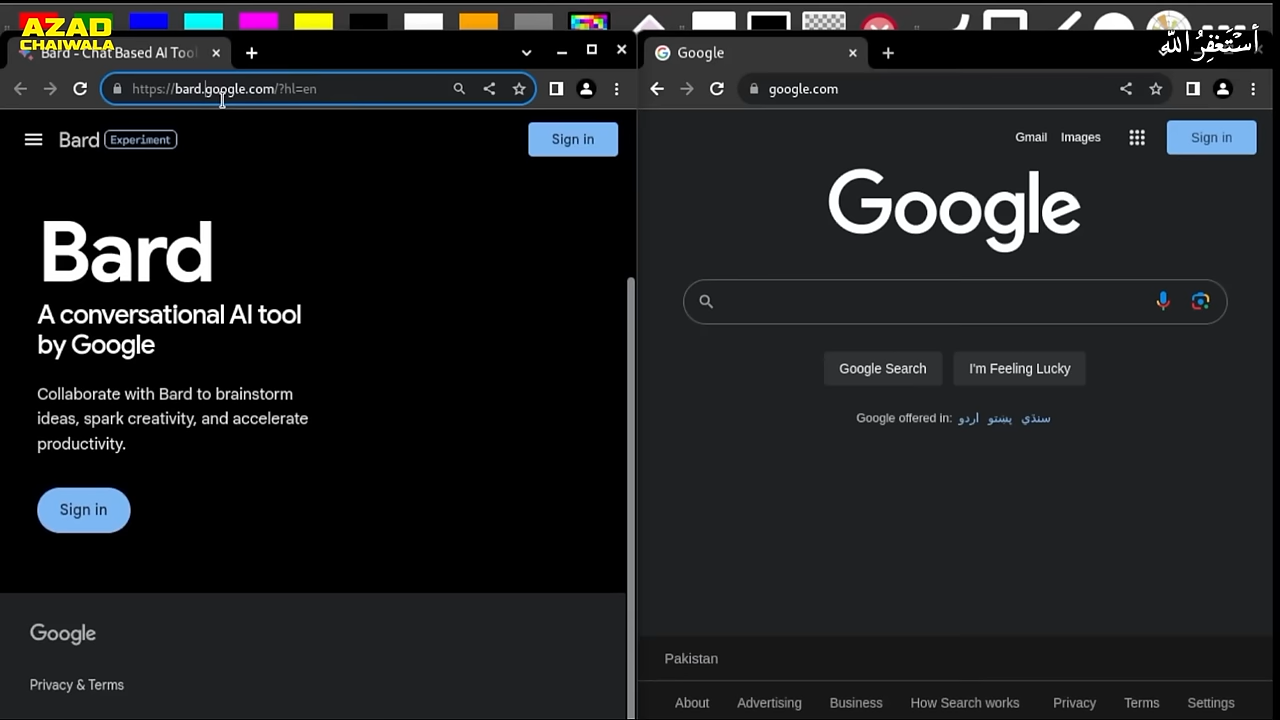 AZAD
CHAIWALA
أستغفر الله
Bard - Chat Based AI Tool
https://bard.google.com/?hl=en
Bard Experiment
Sign in
Bard
A conversational AI tool
by Google
Collaborate with Bard to brainstorm
ideas, spark creativity, and accelerate
productivity.
Sign in
Google
Privacy & Terms
Google
google.com
Gmail Images
Sign in
Google
Google Search I'm Feeling Lucky
Google offered in: اردو پښتو سنڌي
Pakistan
About Advertising Business How Search works Privacy Terms Settings